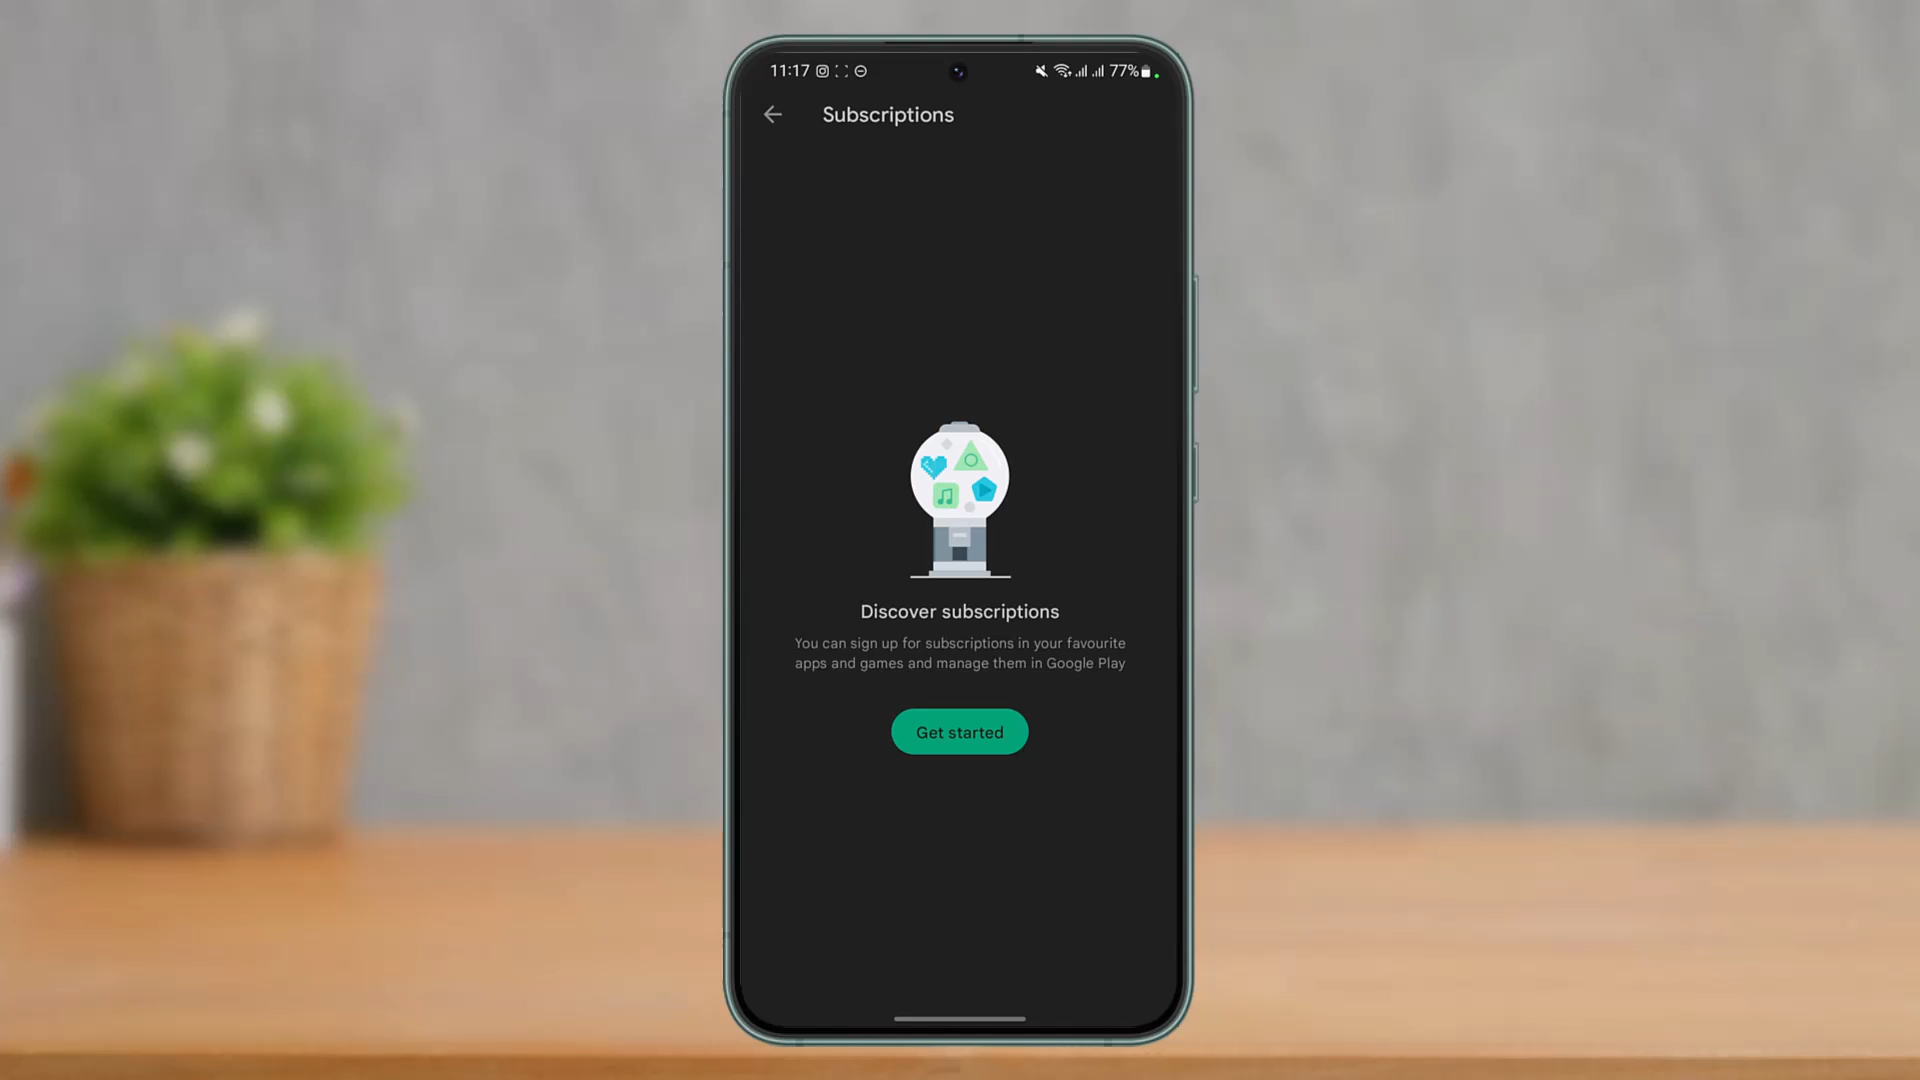 11:17 77%
Subscriptions
Discover subscriptions
You can sign up for subscriptions in your favourite
apps and games and manage them in Google Play
Get started